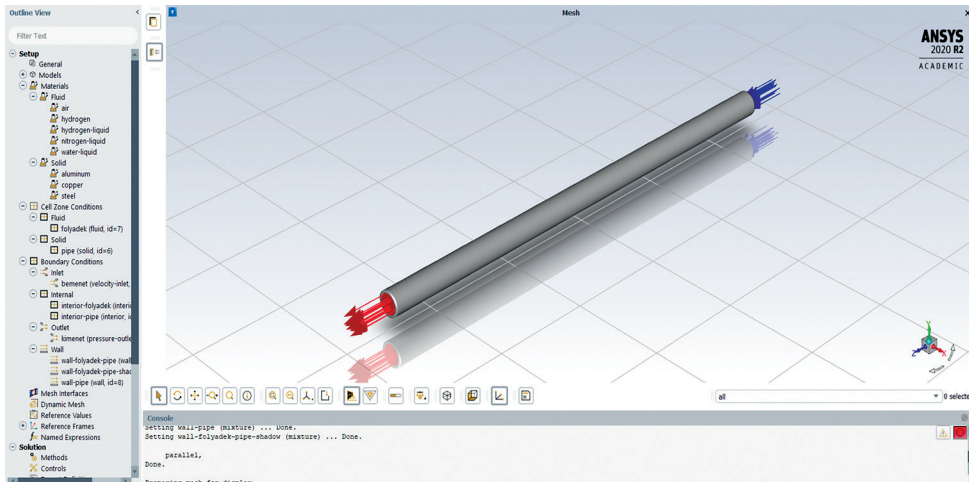 Outline View
Filter Text
Setup
General
Models
Materials
Fluid
air
hydrogen
hydrogen-liquid
nitrogen-liquid
water-liquid
Solid
aluminum
copper
steel
Cell Zone Conditions
Fluid
folyadek (fluid, id=7)
Solid
pipe (solid, id=6)
Boundary Conditions
Inlet
bemenet (velocity-inlet,
Internal
interior-folyadek (interio
interior-pipe (interior, i
Outlet
kimenet (pressure-outle
Wall
wall-folyadek-pipe (wal
wall-folyadek-pipe-shad
wall-pipe (wall, id=8)
Mesh Interfaces
Dynamic Mesh
Reference Values
Reference Frames
Named Expressions
Solution
Methods
Controls
Mesh
ANSYS
2020 R2
ACADEMIC
Y
Z
X
all
0 selecte
Console
Setting wall-pipe (mixture) ... Done.
Setting wall-folyadek-pipe-shadow (mixture) ... Done.
parallel,
Done.
Preparing mesh for display